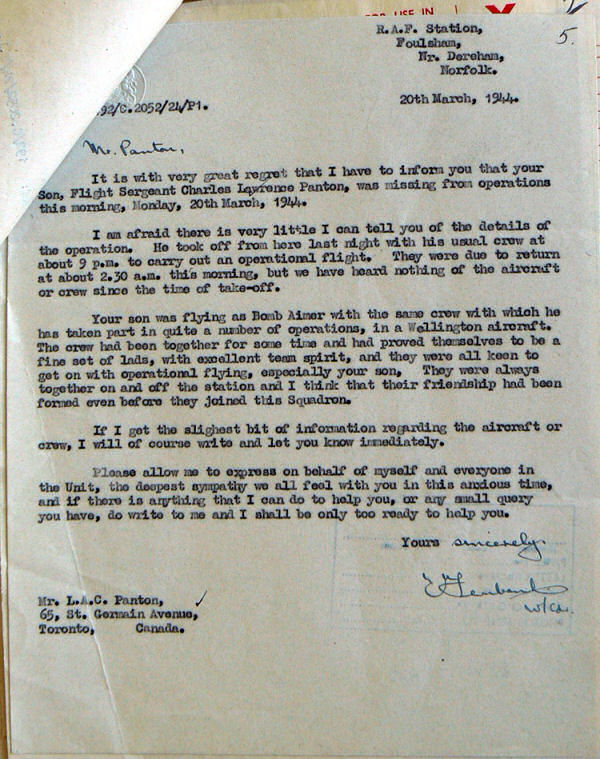 FOR USE IN
R.A.F. Station,
5.
Foulsham,
Nr. Dereham,
Norfolk.
92/C.2052/24/P1.
20th March, 1944.
Mr. Panton,
It is with very great regret that I have to inform you that your
Son, Flight Sergeant Charles Lawrence Panton, was missing from operations
this morning, Monday, 20th March, 1944.
I am afraid there is very little I can tell you of the details of
the operation. He took off from here last night with his usual crew at
about 9 p.m. to carry out an operational flight. They were due to return
at about 2.30 a.m. this morning, but we have heard nothing of the aircraft
or crew since the time of take-off.
Your son was flying as Bomb Aimer with the same crew with which he
has taken part in quite a number of operations, in a Wellington aircraft.
The crew had been together for some time and had proved themselves to be a
fine set of lads, with excellent team spirit, and they were all keen to
get on with operational flying, especially your son. They were always
together on and off the station and I think that their friendship had been
formed even before they joined this Squadron.
If I get the slighest bit of information regarding the aircraft or
crew, I will of course write and let you know immediately.
Please allow me to express on behalf of myself and everyone in
the Unit, the deepest sympathy we all feel with you in this anxious time,
and if there is anything that I can do to help you, or any small query
you have, do write to me and I shall be only too ready to help you.
Yours sincerely.
W/Cdr.
Mr. L.A.C. Panton,
65, St. Germain Avenue,
Toronto, Canada.